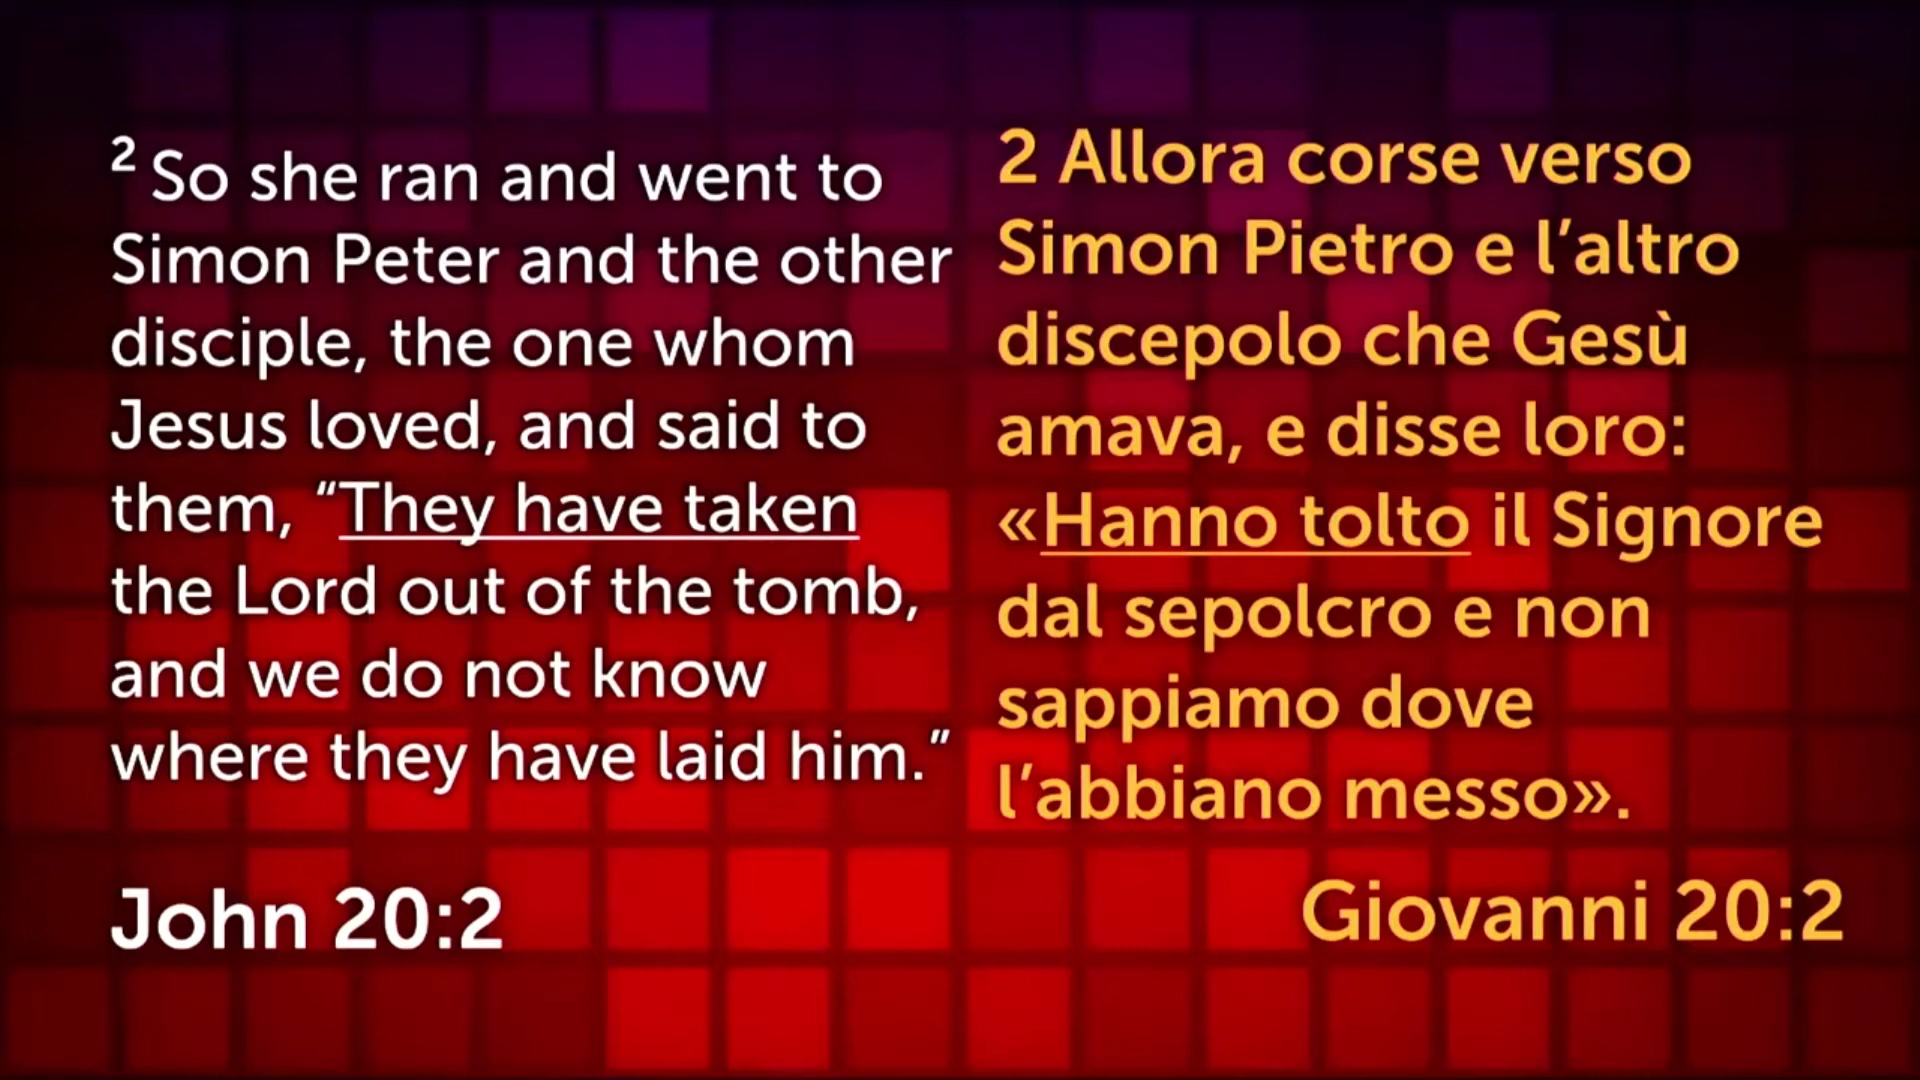 ² So she ran and went to
Simon Peter and the other
disciple, the one whom
Jesus loved, and said to
them, “They have taken
the Lord out of the tomb,
and we do not know
where they have laid him.”
John 20:2
2 Allora corse verso
Simon Pietro e l’altro
discepolo che Gesù
amava, e disse loro:
«Hanno tolto il Signore
dal sepolcro e non
sappiamo dove
l’abbiano messo».
Giovanni 20:2